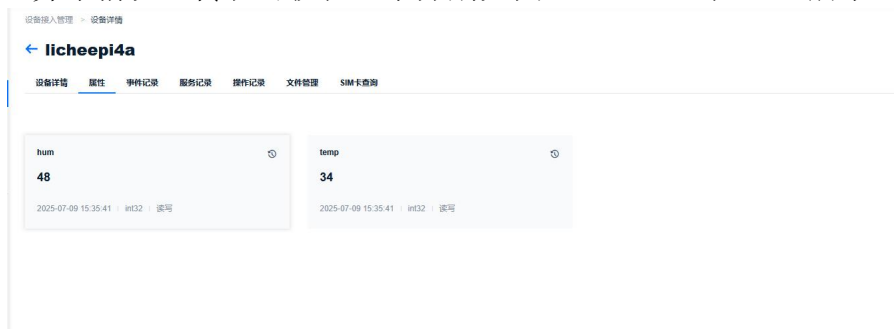 设备接入管理 > 设备详情
← licheepi4a
设备详情 属性 事件记录 服务记录 操作记录 文件管理 SIM卡查询
hum temp
48 34
2025-07-09 15:35:41 | int32 | 读写 2025-07-09 15:35:41 | int32 | 读写